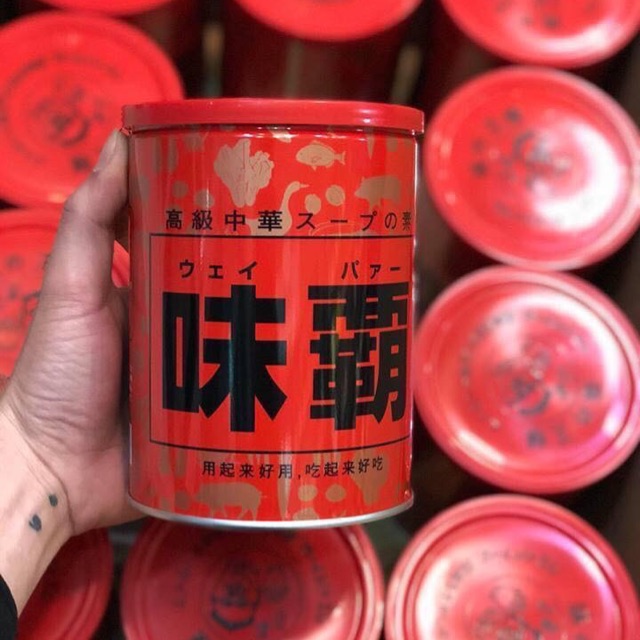 高級中華スープの素
ウェイ パァー
味覇
用起来好用,吃起来好吃